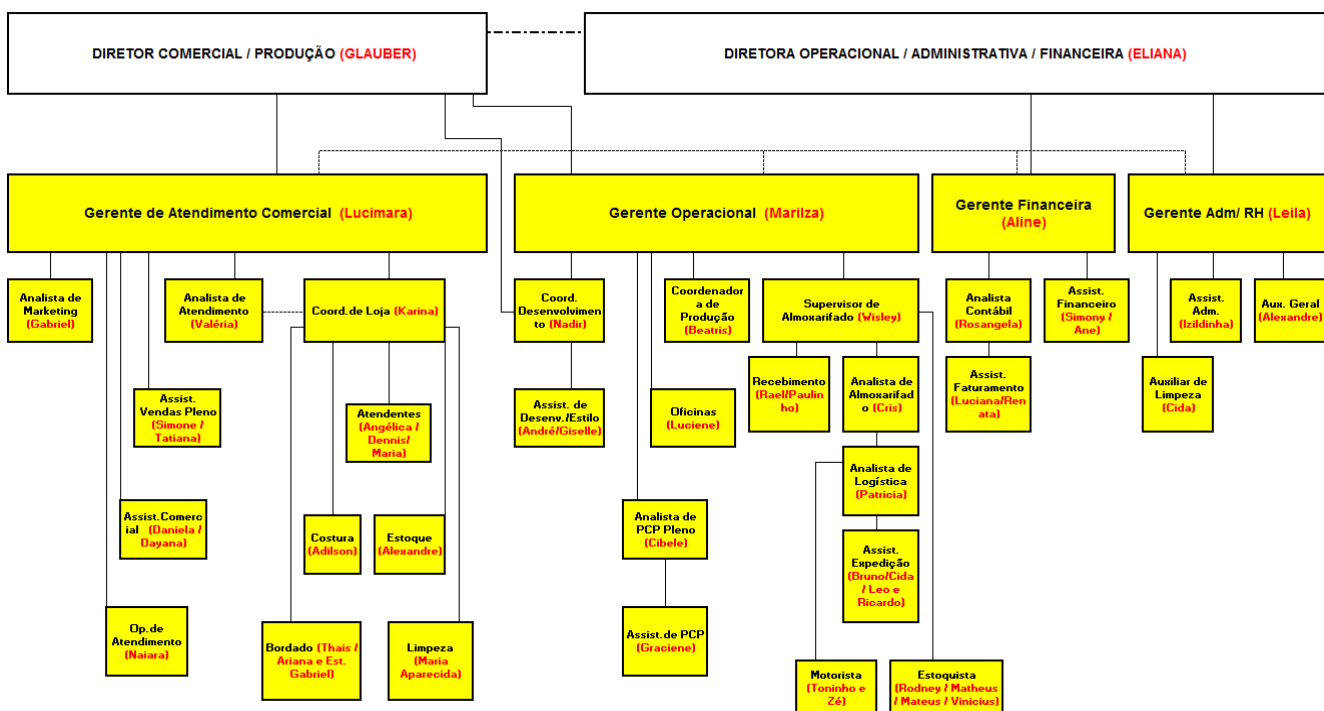 DIRETOR COMERCIAL / PRODUÇÃO (GLAUBER)
DIRETORA OPERACIONAL / ADMINISTRATIVA / FINANCEIRA (ELIANA)
Gerente de Atendimento Comercial (Lucimara)
Gerente Operacional (Marilza)
Gerente Financeira
(Aline)
Gerente Adm/ RH (Leila)
Analista de
Marketing
(Gabriel)
Analista de
Atendimento
(Valéria)
Coord.de Loja (Karina)
Coord.
Desenvolvime
nto (Nadir)
Coordenador
a de
Produção
(Beatris)
Supervisor de
Almoxarifado (Wisley)
Analista
Contábil
(Rosangela)
Assist.
Financeiro
(Simony /
Ane)
Assist.
Adm.
(Izildinha)
Aux. Geral
(Alexandre)
Assist.
Vendas Pleno
(Simone /
Tatiana)
Atendentes
(Angélica /
Dennis/
Maria)
Assist. de
Desenv./Estilo
(André/Giselle)
Oficinas
(Luciene)
Recebimento
(Rael/Paulin
ho)
Analista de
Almoxarifad
o (Cris)
Assist.
Faturamento
(Luciana/Ren
ata)
Auxiliar de
Limpeza
(Cida)
Analista de
Logística
(Patricia)
Assist.Comerc
ial (Daniela /
Dayana)
Costura
(Adilson)
Estoque
(Alexandre)
Analista de
PCP Pleno
(Cibele)
Assist.
Expedição
(Bruno/Cida
/ Leo e
Ricardo)
Op.de
Atendimento
(Naiara)
Bordado (Thais /
Ariana e Est.
Gabriel)
Limpeza
(Maria
Aparecida)
Assist.de PCP
(Graciene)
Motorista
(Toninho e
Zé)
Estoquista
(Rodney / Matheus
/ Mateus / Vinicius)